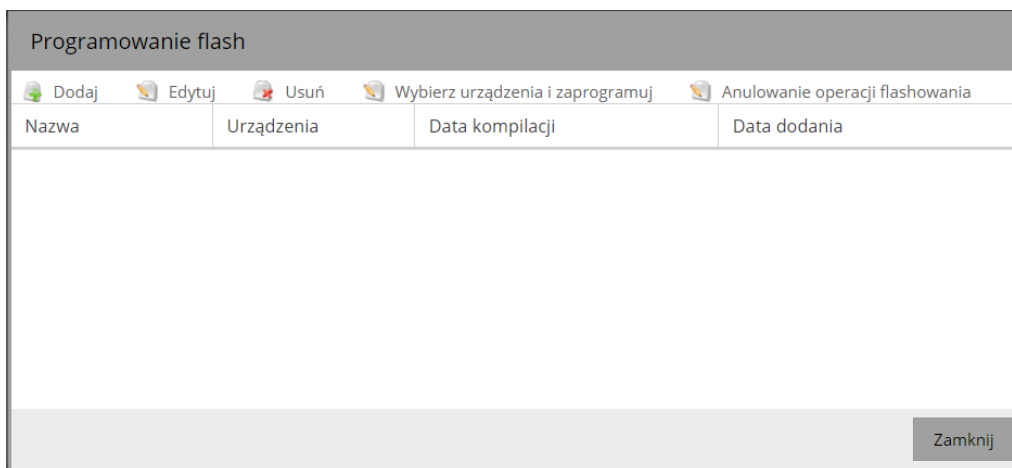 Programowanie flash
Dodaj Edytuj Usuń Wybierz urządzenia i zaprogramuj Anulowanie operacji flashowania
Nazwa Urządzenia Data kompilacji Data dodania
Zamknij